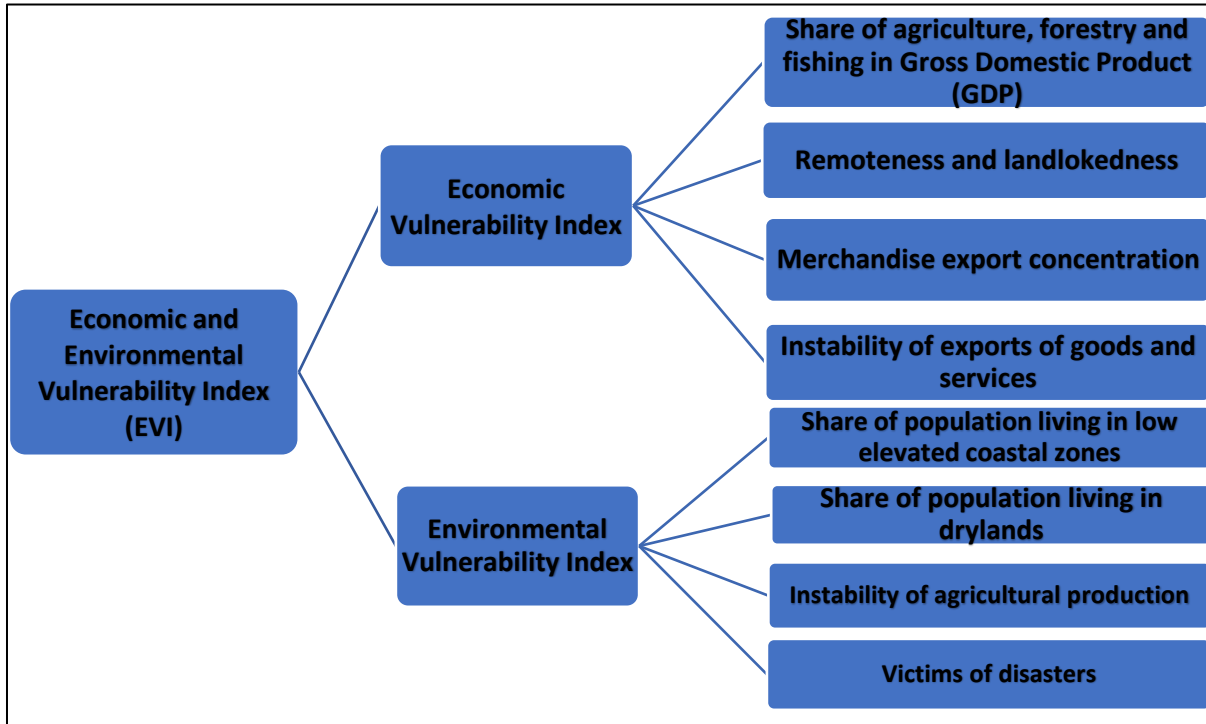 Economic and
Environmental
Vulnerability Index
(EVI)
Economic
Vulnerability Index
Environmental
Vulnerability Index
Share of agriculture, forestry and
fishing in Gross Domestic Product
(GDP)
Remoteness and landlokedness
Merchandise export concentration
Instability of exports of goods and
services
Share of population living in low
elevated coastal zones
Share of population living in
drylands
Instability of agricultural production
Victims of disasters